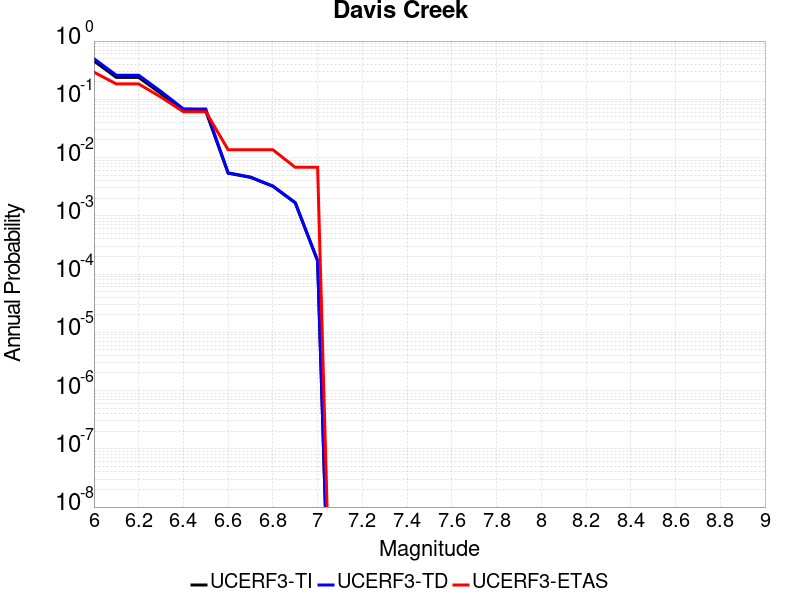 Davis Creek
10^0
10^-1
10^-2
10^-3
10^-4
10^-5
10^-6
10^-7
10^-8
Annual Probability
6 6.2 6.4 6.6 6.8 7 7.2 7.4 7.6 7.8 8 8.2 8.4 8.6 8.8 9
Magnitude
UCERF3-TI UCERF3-TD UCERF3-ETAS